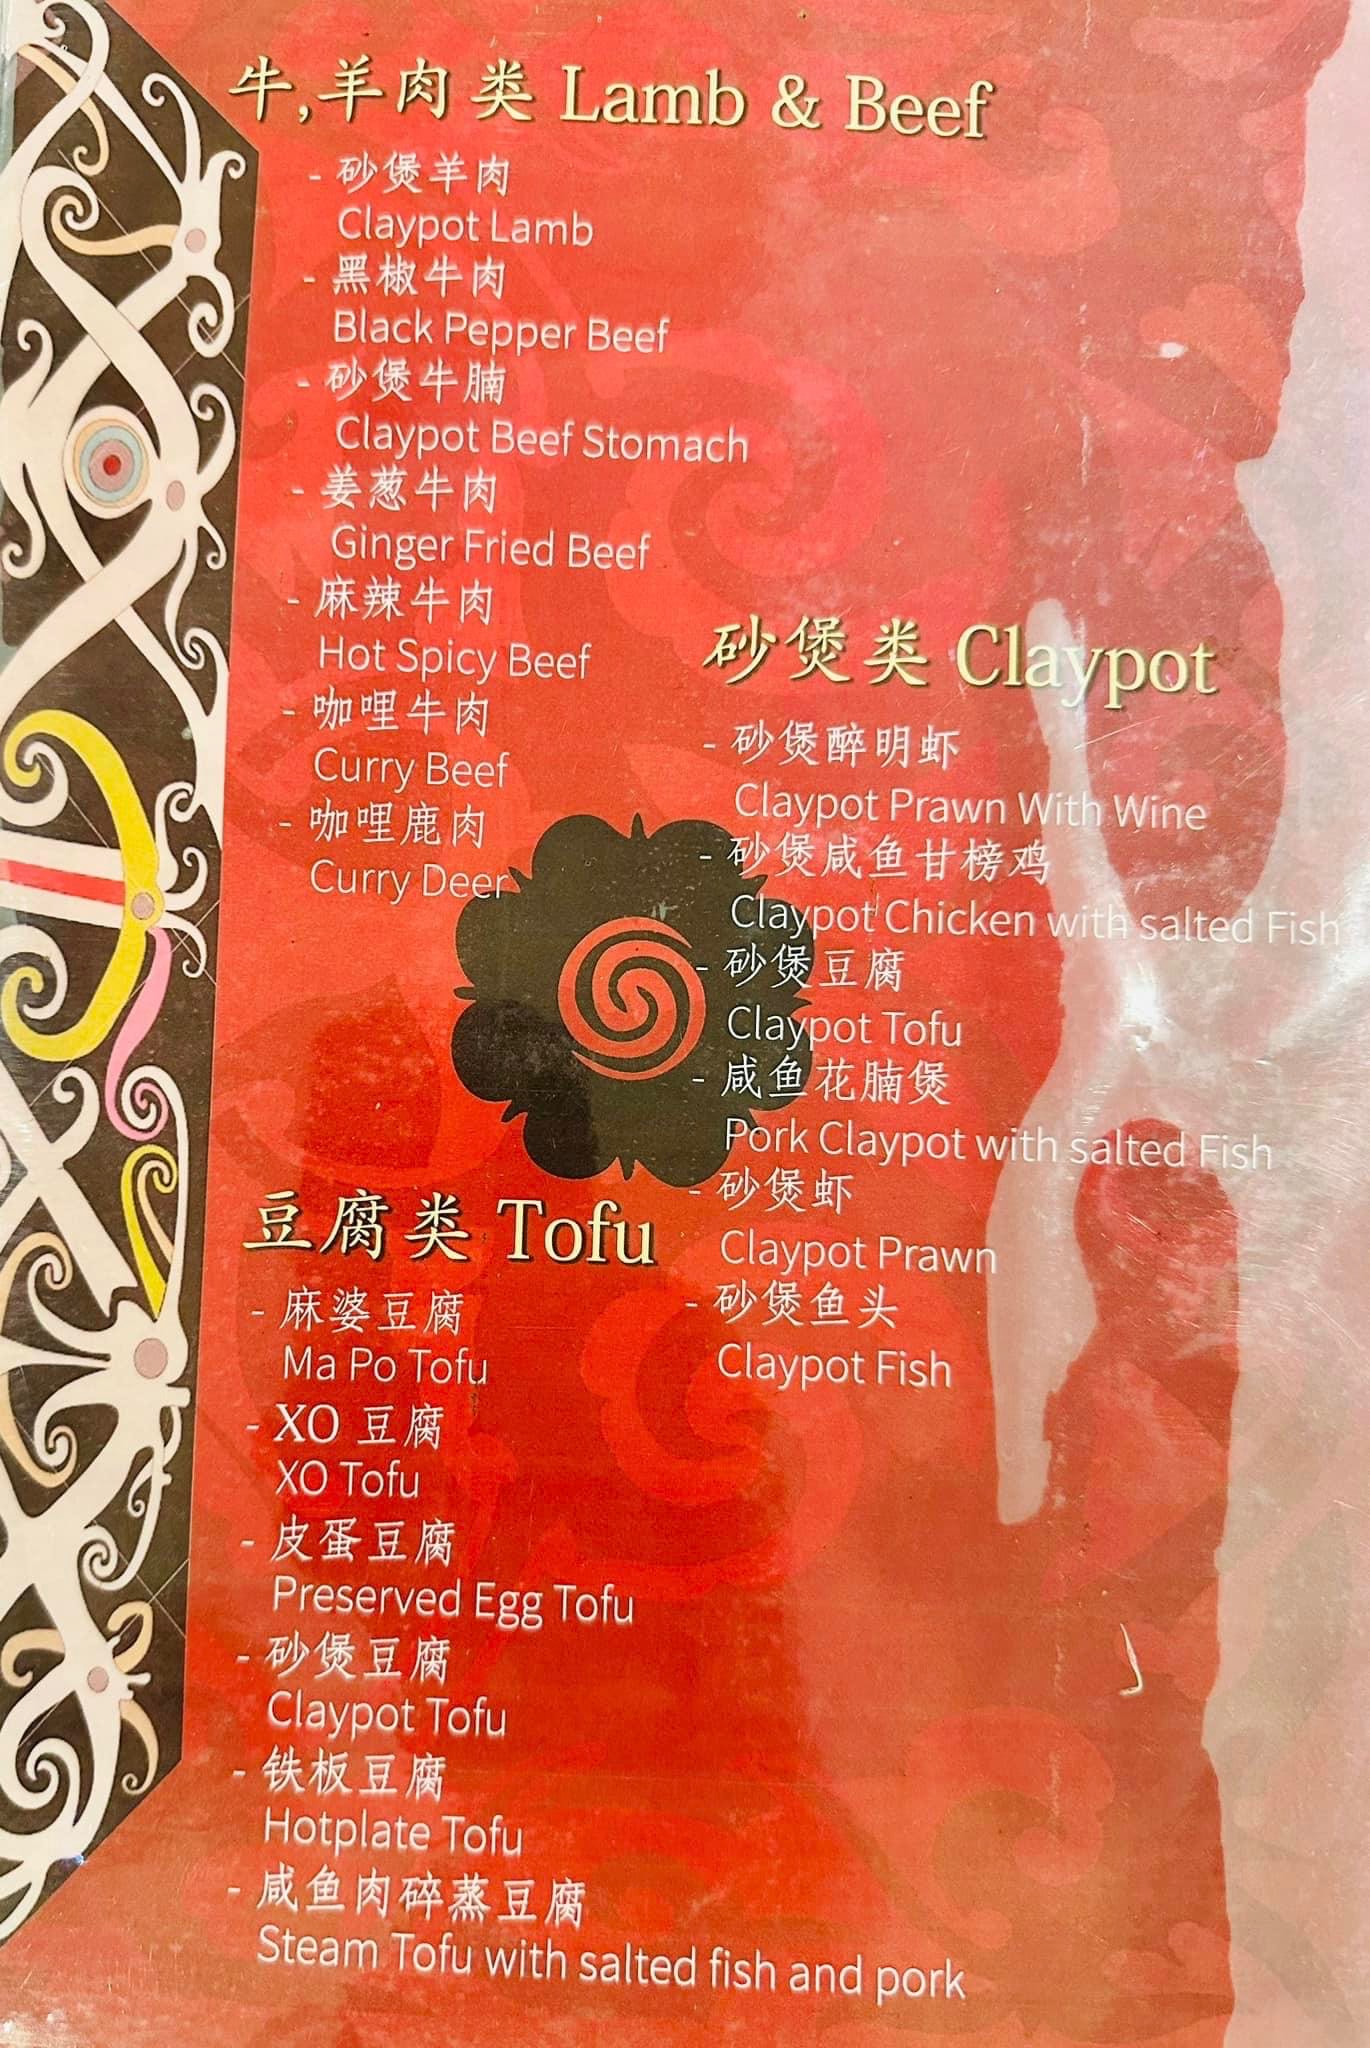 牛,羊肉类 Lamb & Beef
- 砂煲羊肉
Claypot Lamb
- 黑椒牛肉
Black Pepper Beef
- 砂煲牛腩
Claypot Beef Stomach
- 姜葱牛肉
Ginger Fried Beef
- 麻辣牛肉
Hot Spicy Beef
- 咖哩牛肉
Curry Beef
- 咖哩鹿肉
Curry Deer
砂煲类 Claypot
- 砂煲醉明虾
Claypot Prawn With Wine
- 砂煲咸鱼甘榜鸡
Claypot Chicken with salted Fish
- 砂煲豆腐
Claypot Tofu
- 咸鱼花腩煲
Pork Claypot with salted Fish
- 砂煲虾
Claypot Prawn
- 砂煲鱼头
Claypot Fish
豆腐类 Tofu
- 麻婆豆腐
Ma Po Tofu
- XO 豆腐
XO Tofu
- 皮蛋豆腐
Preserved Egg Tofu
- 砂煲豆腐
Claypot Tofu
- 铁板豆腐
Hotplate Tofu
- 咸鱼肉碎蒸豆腐
Steam Tofu with salted fish and pork